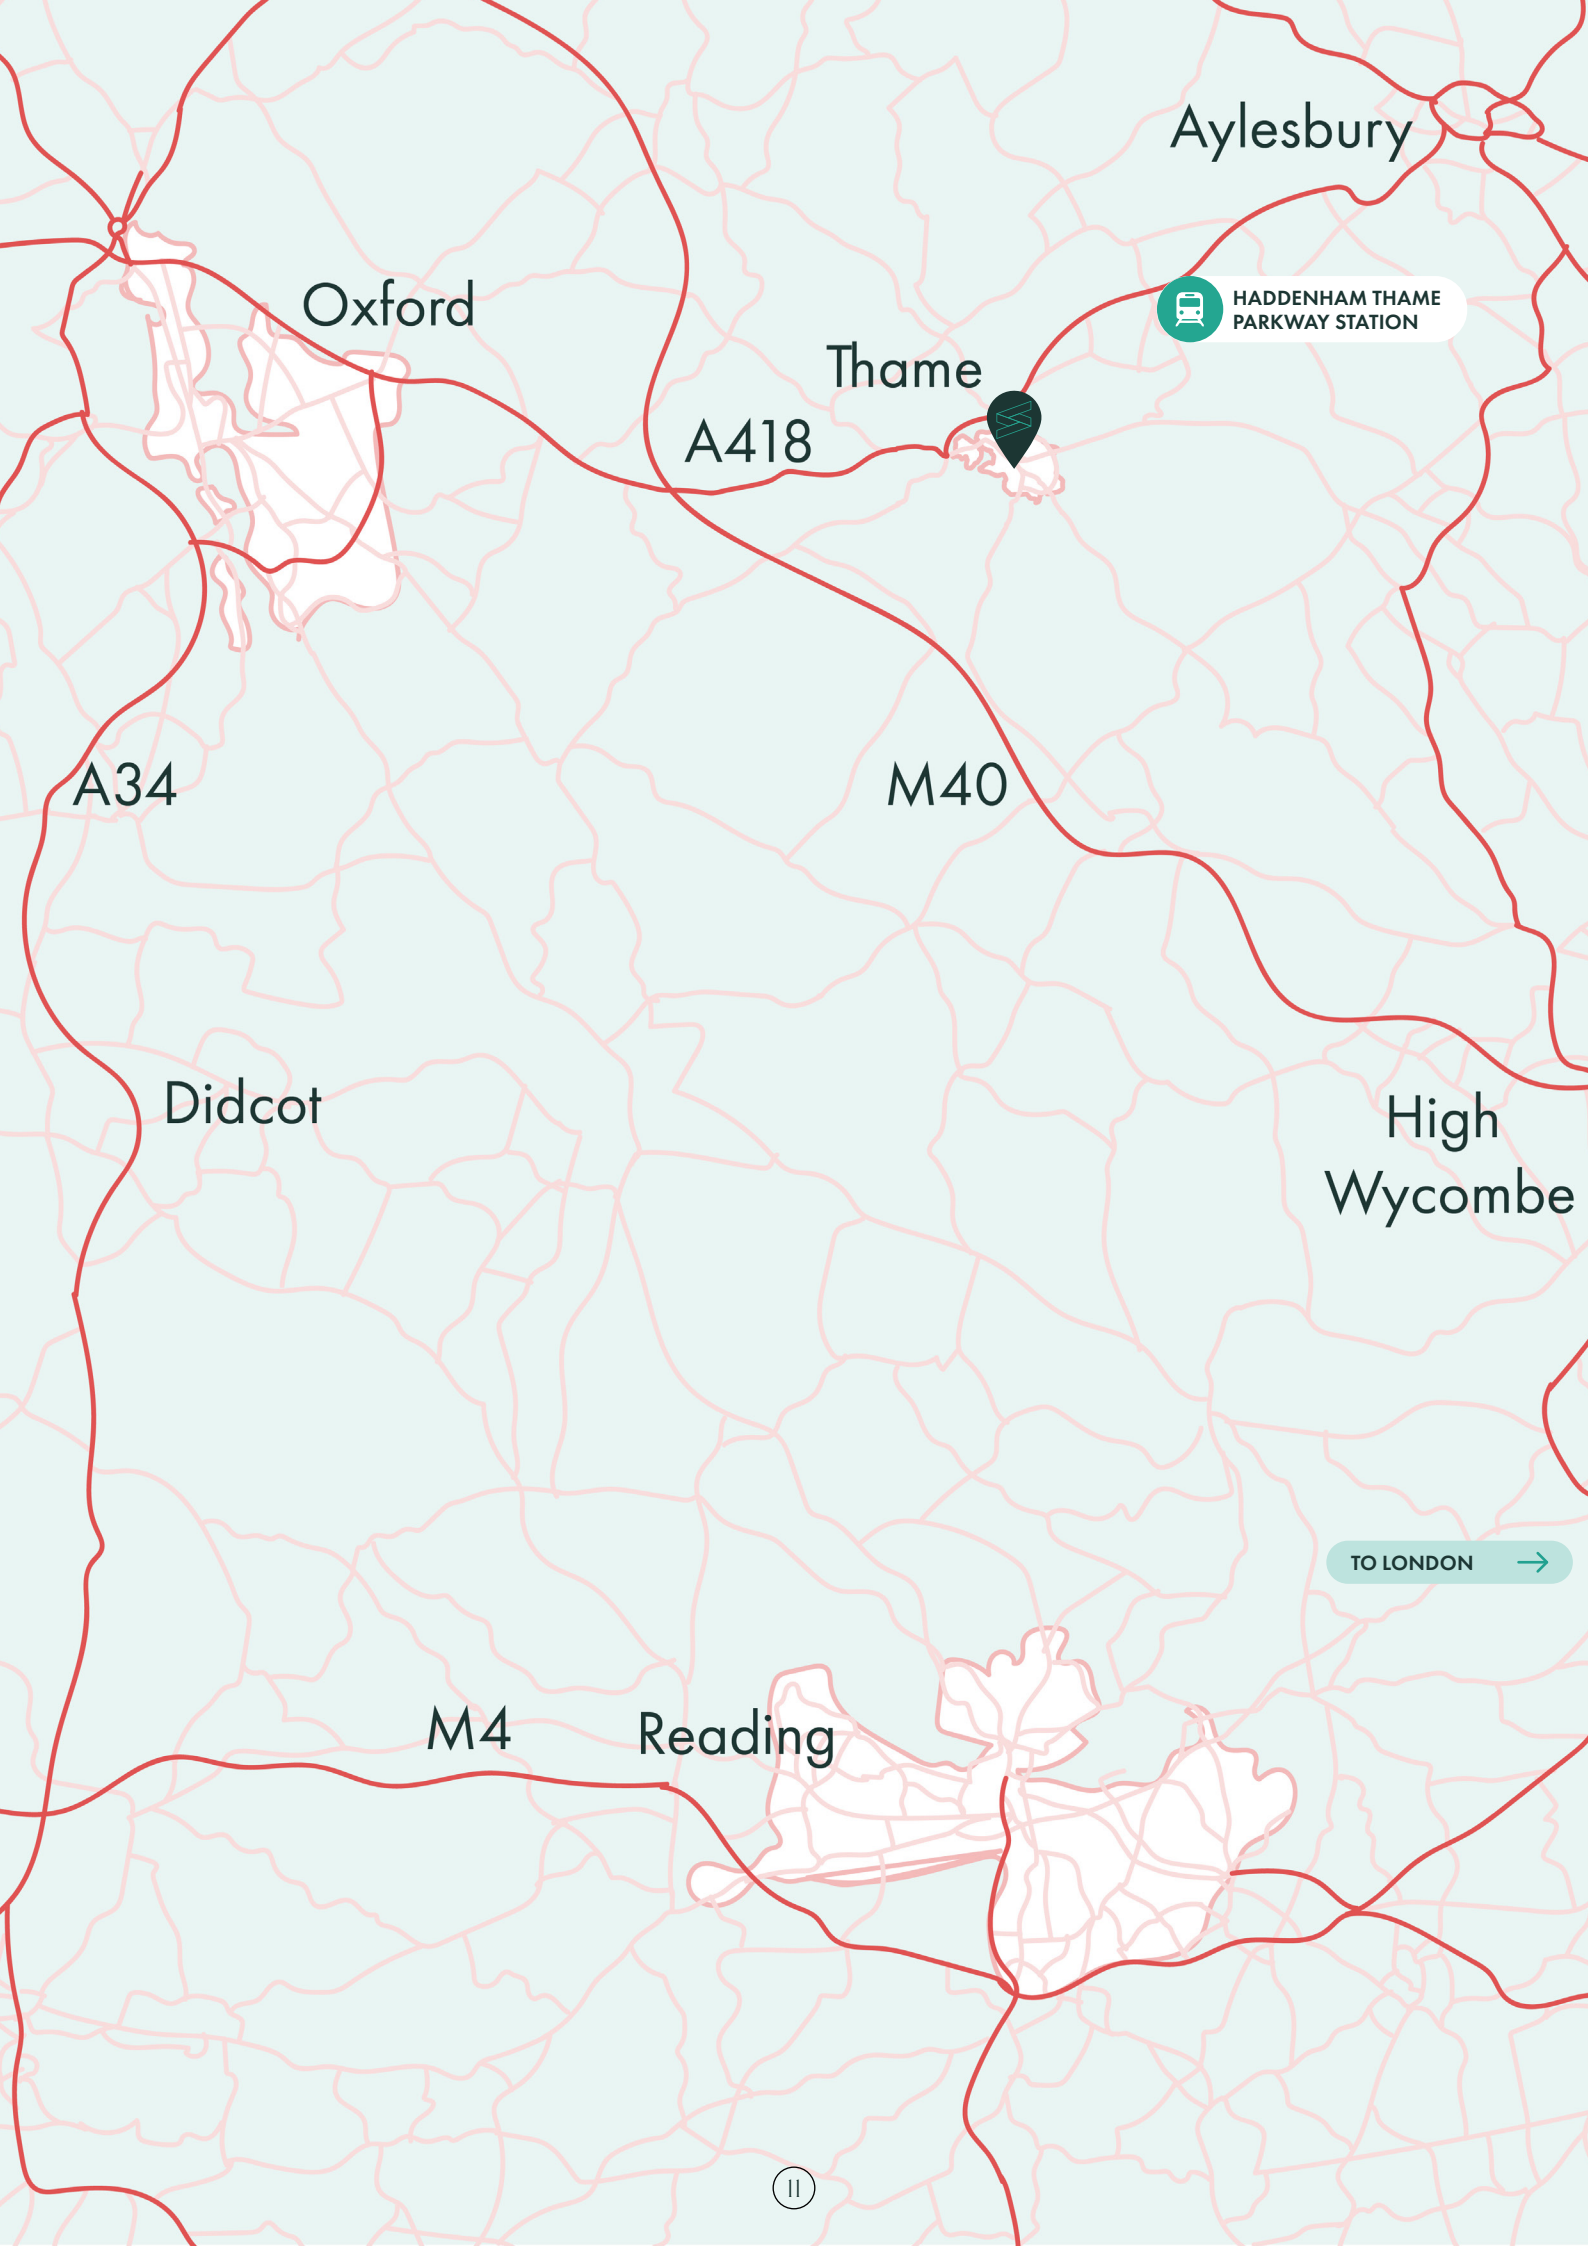 Aylesbury
Oxford
HADDENHAM THAME
PARKWAY STATION
Thame
A418
A34
M40
Didcot
High
Wycombe
TO LONDON
M4
Reading
11